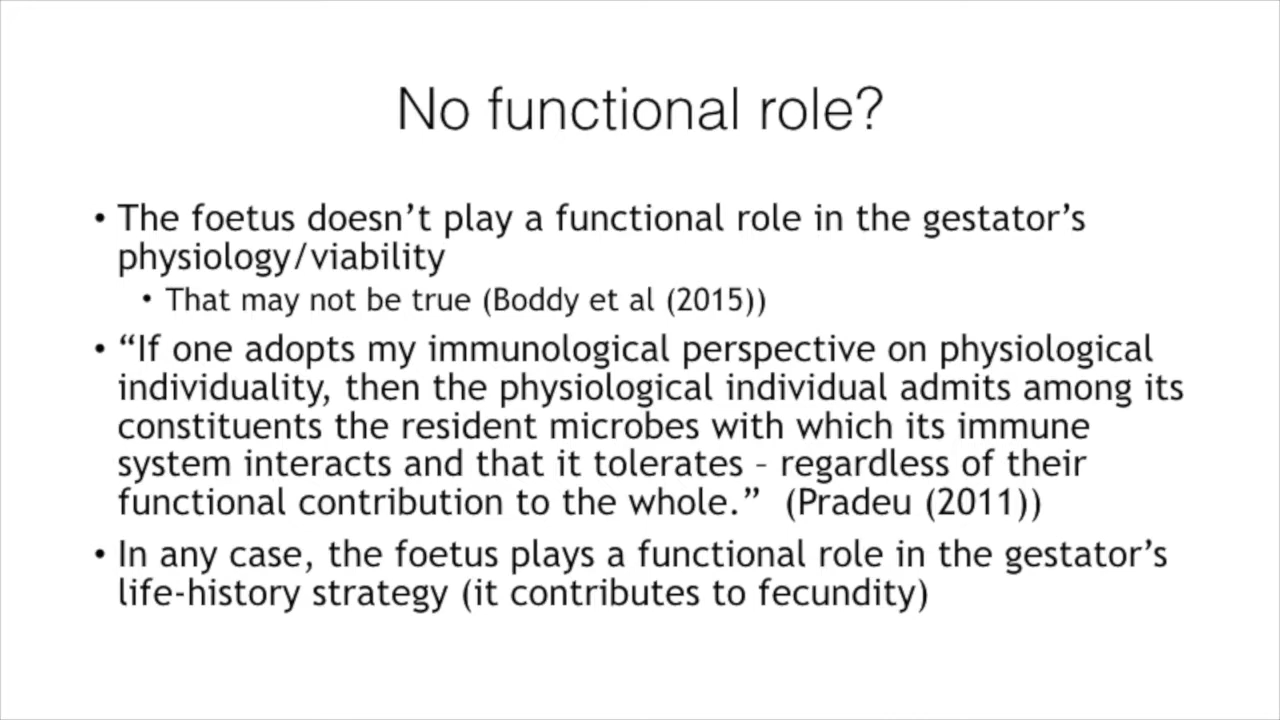 No functional role?
• The foetus doesn’t play a functional role in the gestator’s
physiology/viability
• That may not be true (Boddy et al (2015))
• “If one adopts my immunological perspective on physiological
individuality, then the physiological individual admits among its
constituents the resident microbes with which its immune
system interacts and that it tolerates – regardless of their
functional contribution to the whole.” (Pradeu (2011))
• In any case, the foetus plays a functional role in the gestator’s
life-history strategy (it contributes to fecundity)